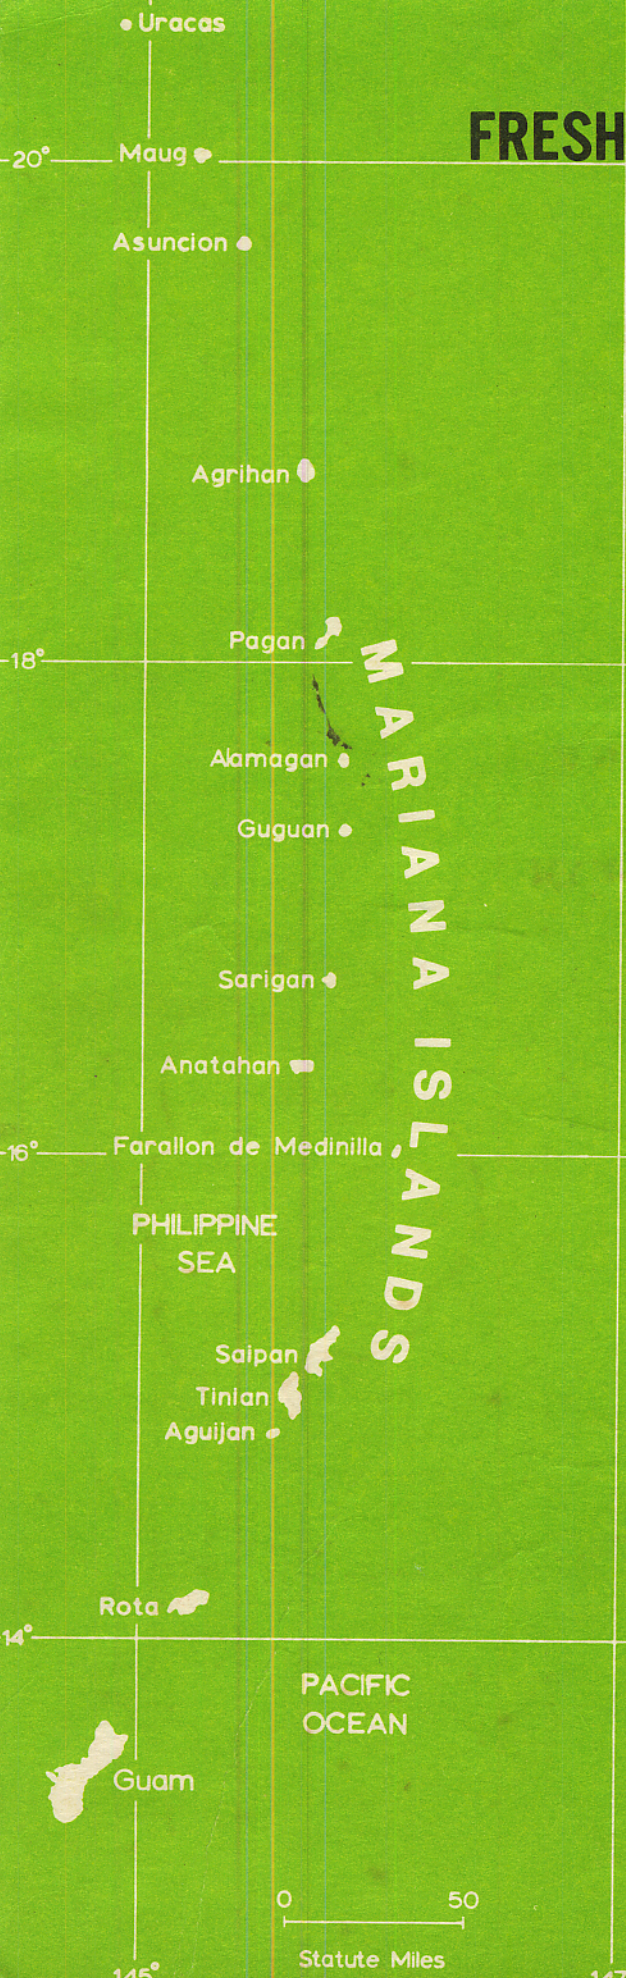 Uracas
FRESH
20° Maug
Asuncion
Agrihan
Pagan
18°
MARIANA ISLANDS
Alamagan
Guguan
Sarigan
Anatahan
16° Farallon de Medinilla
PHILIPPINE
SEA
Saipan
Tinian
Aguijan
Rota
14°
PACIFIC
OCEAN
Guam
0 50
Statute Miles
145°